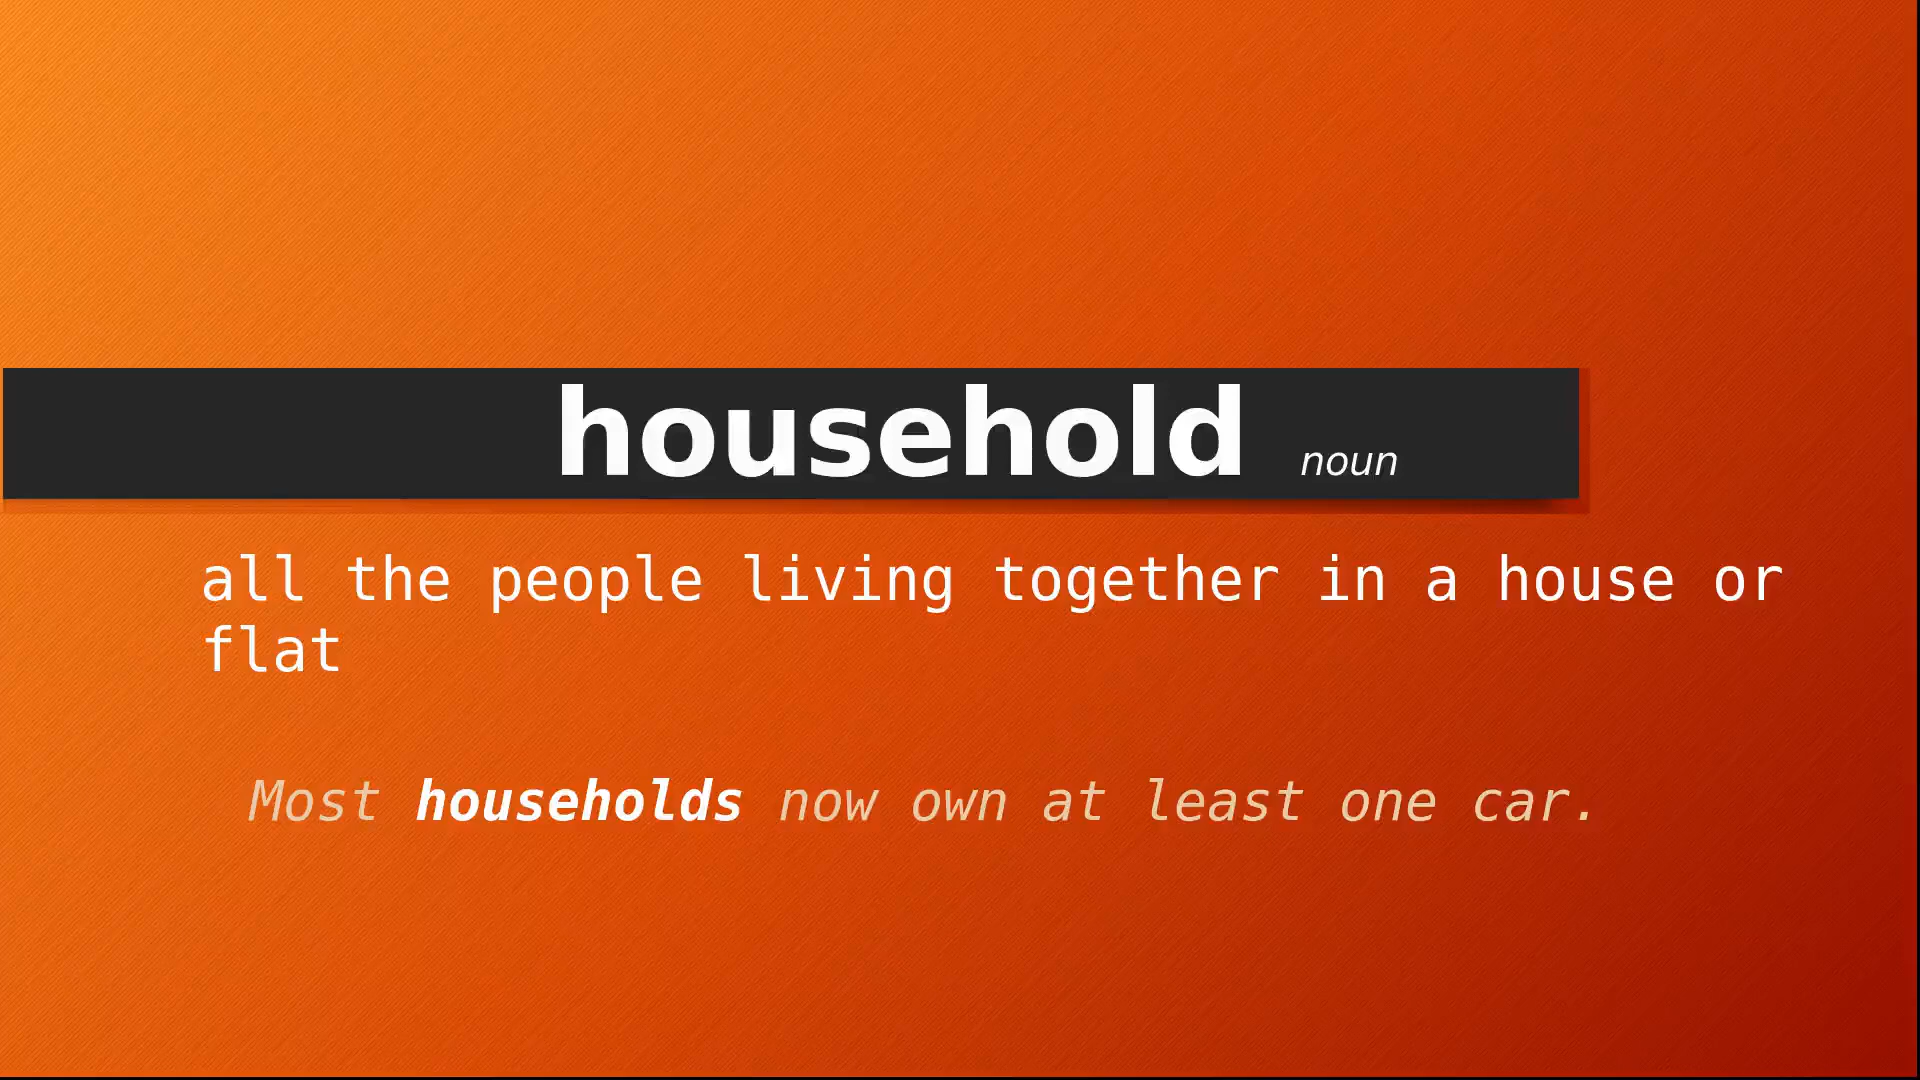 household noun
all the people living together in a house or
flat
Most households now own at least one car.